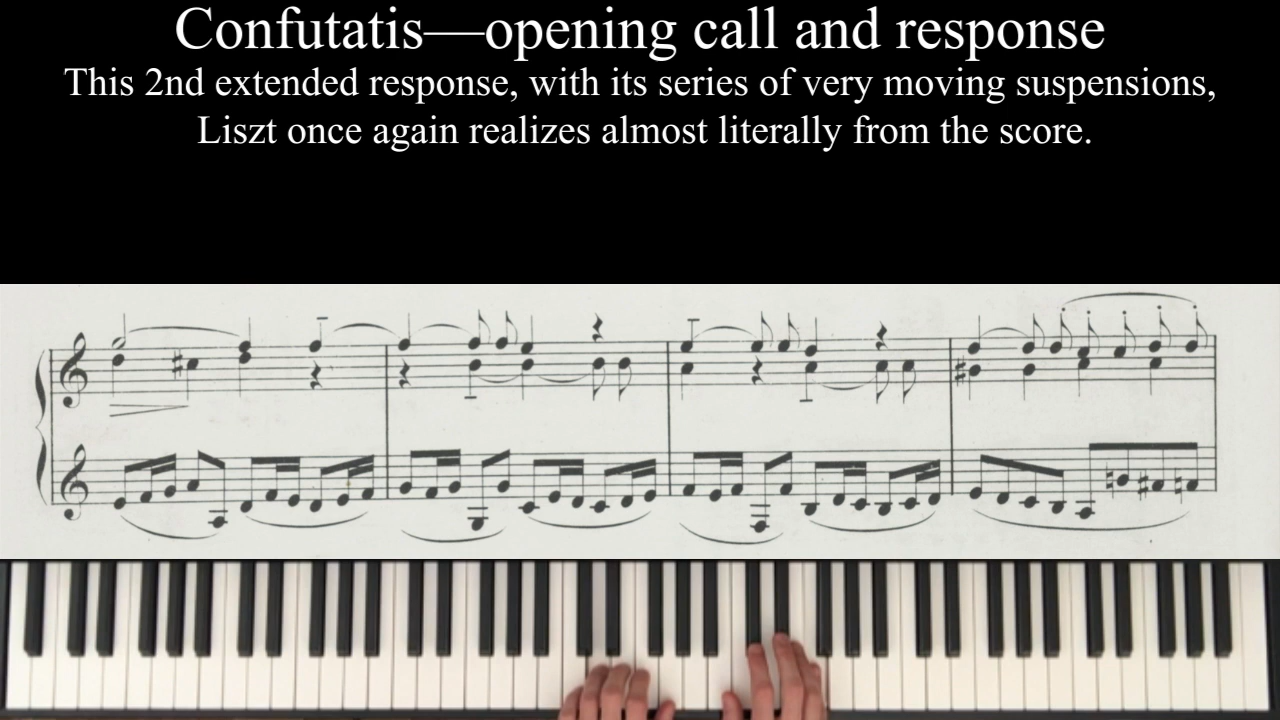 Confutatis—opening call and response
This 2nd extended response, with its series of very moving suspensions,
Liszt once again realizes almost literally from the score.